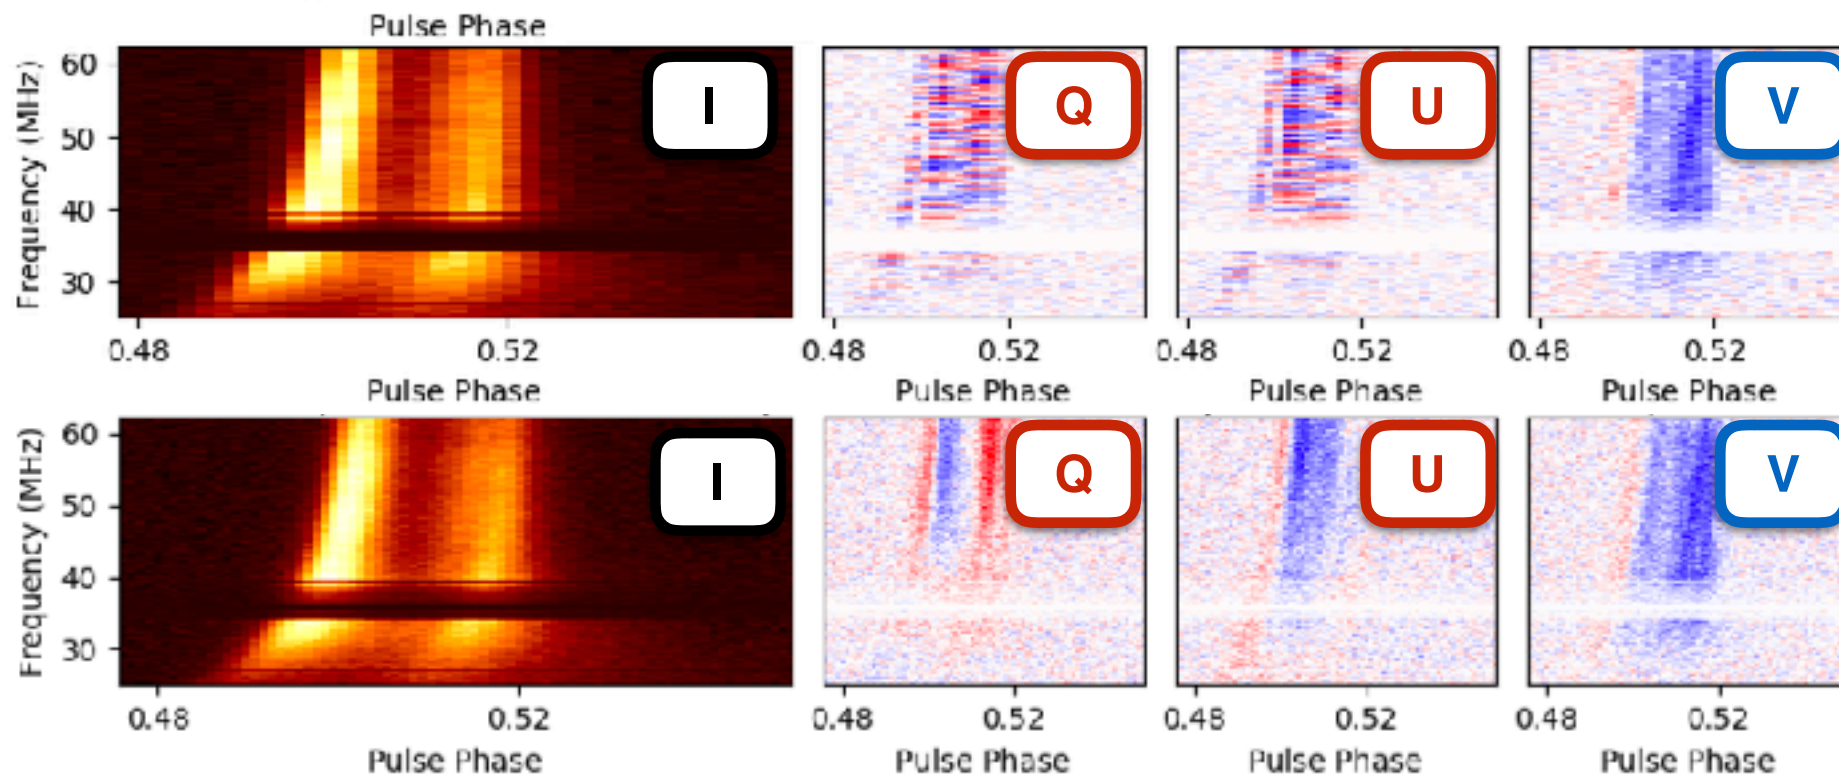 Pulse Phase
Frequency (MHz)
60
50
40
30
I
Q
U
V
0.48 0.52 0.48 0.52 0.48 0.52 0.48 0.52
Pulse Phase Pulse Phase Pulse Phase Pulse Phase
Frequency (MHz)
60
50
40
30
I
Q
U
V
0.48 0.52 0.48 0.52 0.48 0.52 0.48 0.52
Pulse Phase Pulse Phase Pulse Phase Pulse Phase